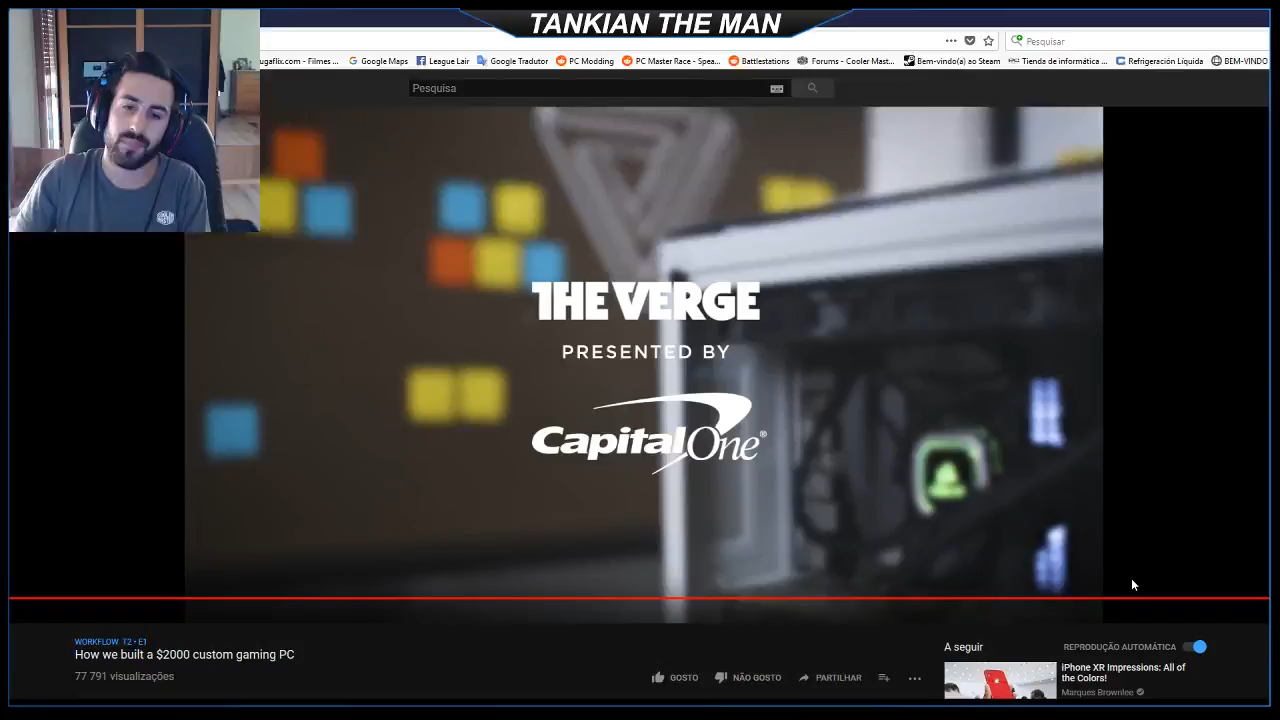 TANKIAN THE MAN
Pesquisar
ugaflix.com - Filmes ... Google Maps League Lair Google Tradutor PC Modding PC Master Race - Spea... Battlestations Forums - Cooler Mast... Bem-vindo(a) ao Steam Tienda de informática ... Refrigeración Líquida BEM-VINDO
Pesquisa
THE VERGE
PRESENTED BY
Capital One®
WORKFLOW T2 • E1
How we built a $2000 custom gaming PC
77 791 visualizações
GOSTO NÃO GOSTO PARTILHAR
A seguir REPRODUÇÃO AUTOMÁTICA
iPhone XR Impressions: All of
the Colors!
Marques Brownlee